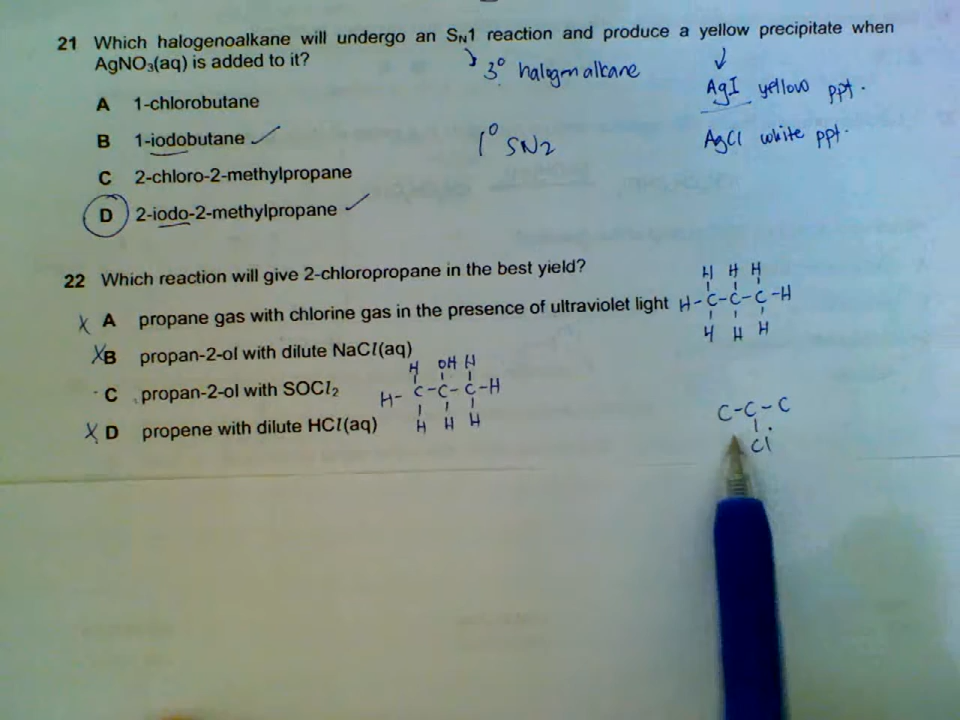 21 Which halogenoalkane will undergo an SN1 reaction and produce a yellow precipitate when
AgNO3(aq) is added to it?
3° halogenoalkane
AgI yellow ppt.
A 1-chlorobutane
B 1-iodobutane
1° SN2
AgCl white ppt.
C 2-chloro-2-methylpropane
D 2-iodo-2-methylpropane
22 Which reaction will give 2-chloropropane in the best yield?
H H H
X A propane gas with chlorine gas in the presence of ultraviolet light
H-C-C-C-H
H H H
X B propan-2-ol with dilute NaCl(aq)
H OH H
C propan-2-ol with SOCl2
H-C-C-C-H
H H H
C-C-C
Cl
X D propene with dilute HCl(aq)